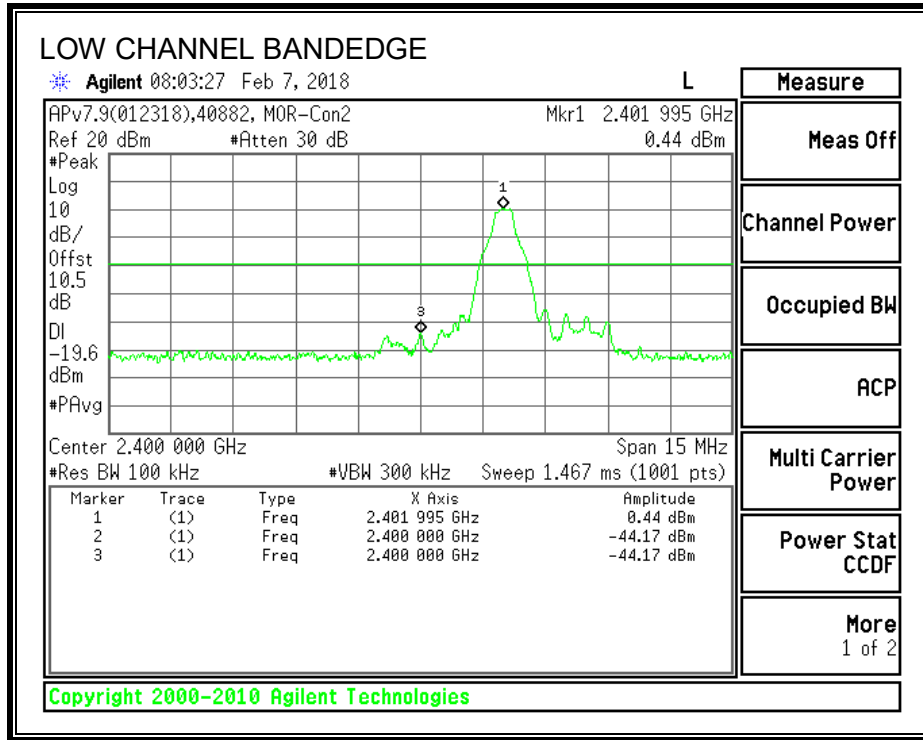 LOW CHANNEL BANDEDGE
Agilent 08:03:27 Feb 7, 2018 L
APv7.9(012318),40882, MOR-Con2 Mkr1 2.401 995 GHz
Ref 20 dBm #Atten 30 dB 0.44 dBm
#Peak
Log
10
dB/
Offst
10.5
dB
DI
-19.6
dBm
#PAvg
1
3
Center 2.400 000 GHz Span 15 MHz
#Res BW 100 kHz #VBW 300 kHz Sweep 1.467 ms (1001 pts)
Marker Trace Type X Axis Amplitude
1 (1) Freq 2.401 995 GHz 0.44 dBm
2 (1) Freq 2.400 000 GHz -44.17 dBm
3 (1) Freq 2.400 000 GHz -44.17 dBm
Measure
Meas Off
Channel Power
Occupied BW
ACP
Multi Carrier
Power
Power Stat
CCDF
More
1 of 2
Copyright 2000-2010 Agilent Technologies